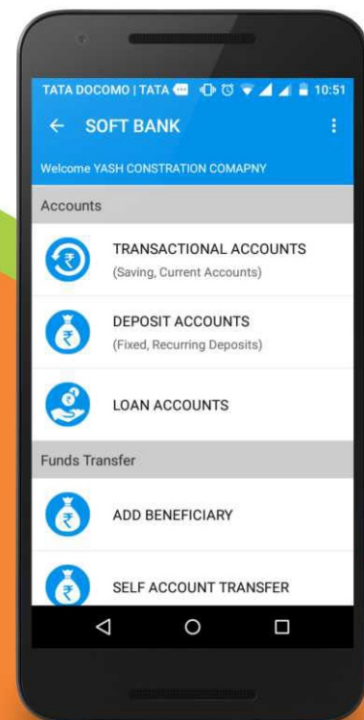 TATA DOCOMO | TATA 10:51
SOFT BANK
Welcome YASH CONSTRATION COMAPNY
Accounts
TRANSACTIONAL ACCOUNTS
(Saving, Current Accounts)
DEPOSIT ACCOUNTS
(Fixed, Recurring Deposits)
LOAN ACCOUNTS
Funds Transfer
ADD BENEFICIARY
SELF ACCOUNT TRANSFER